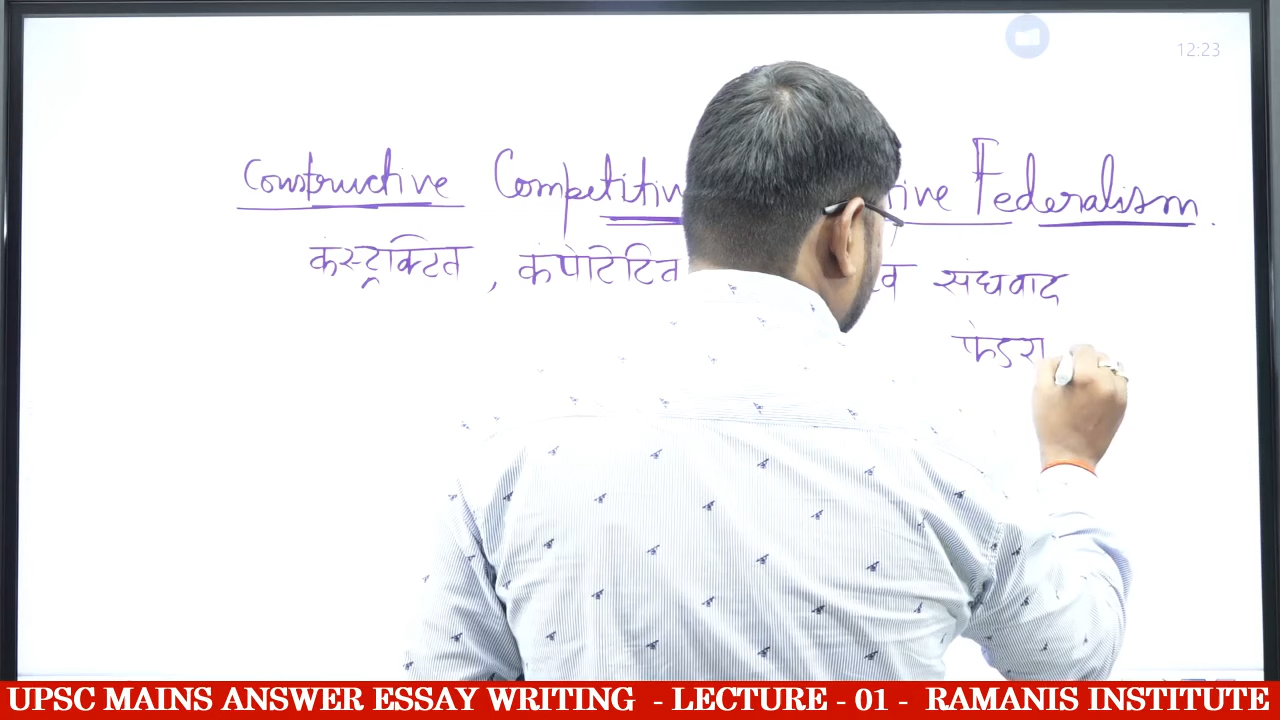 12:23
Constructive Competitiv ive Federalism.
कंस्ट्रक्टित , कंपोटिटित व संघवाद
फेडरा
UPSC MAINS ANSWER ESSAY WRITING - LECTURE - 01 - RAMANIS INSTITUTE